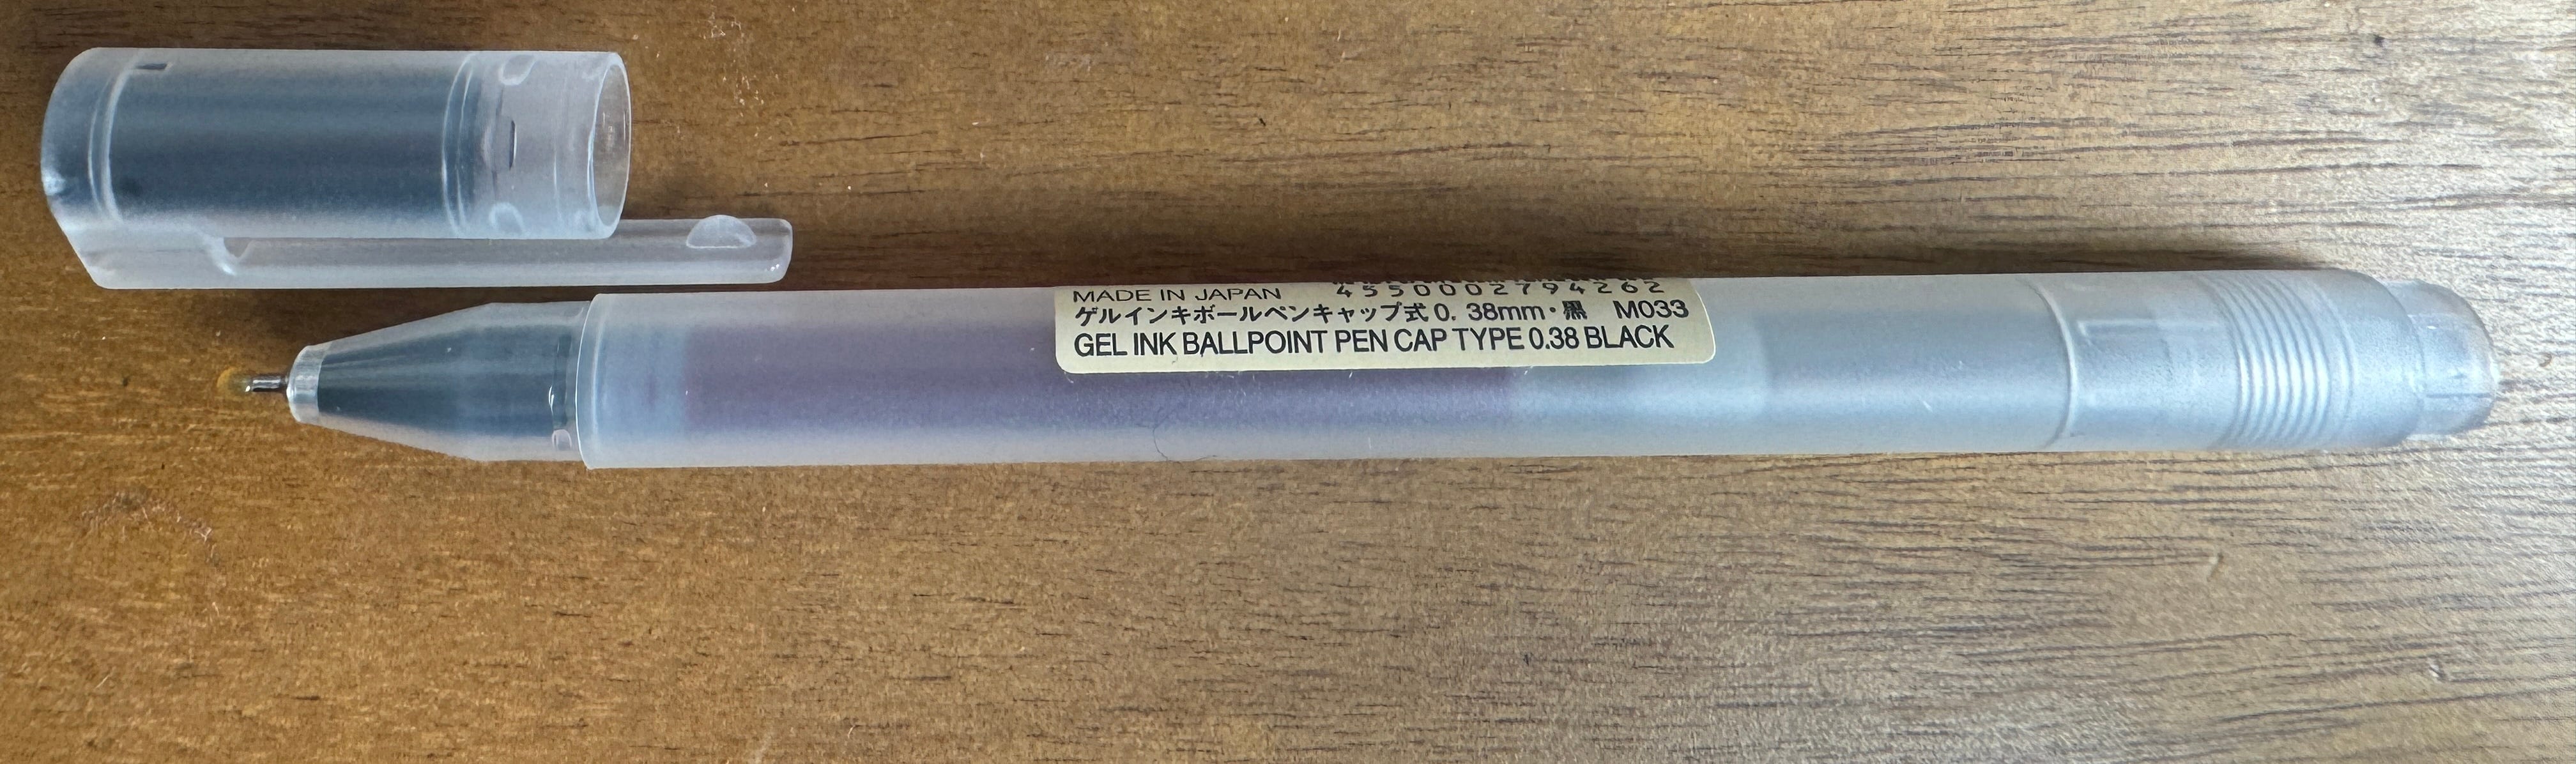 4550002794262
MADE IN JAPAN
ゲルインキボールペンキャップ式 0. 38mm・黒 M033
GEL INK BALLPOINT PEN CAP TYPE 0.38 BLACK